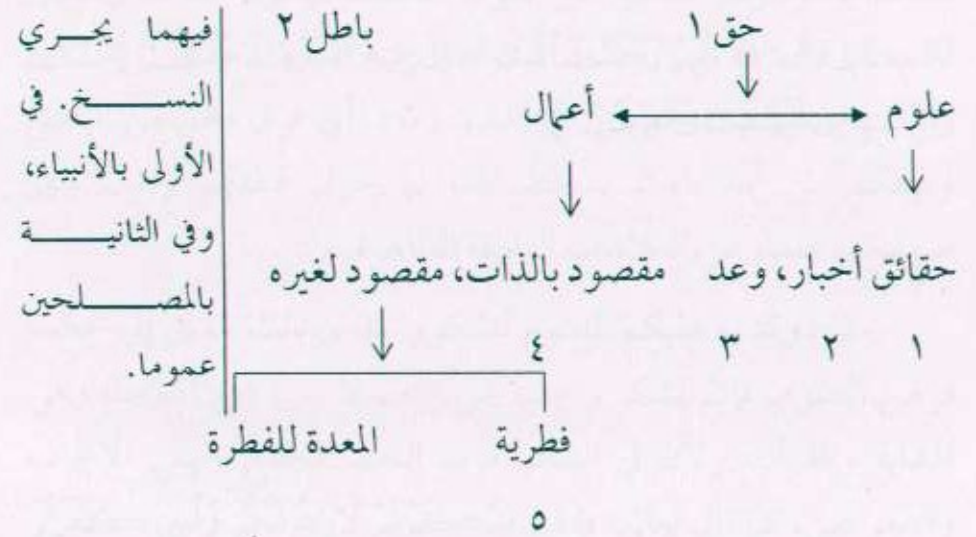 حق ١
باطل ٢
علوم أعمال
حقائق أخبار، وعد مقصود بالذات، مقصود لغيره
١ ٢ ٣ ٤
فطرية المعدة للفطرة
٥
فيهما يجري
النسخ. في
الأولى بالأنبياء،
وفي الثانية
بالمصلحين
عموما.